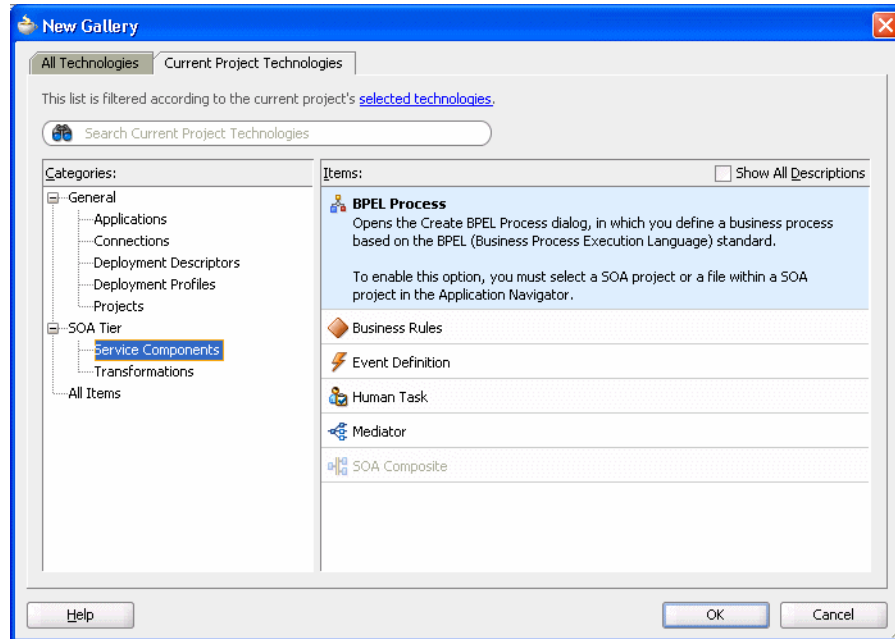 New Gallery
All Technologies
Current Project Technologies
This list is filtered according to the current project's selected technologies.
Search Current Project Technologies
Categories:
General
Applications
Connections
Deployment Descriptors
Deployment Profiles
Projects
SOA Tier
Service Components
Transformations
All Items
Items:
Show All Descriptions
BPEL Process
Opens the Create BPEL Process dialog, in which you define a business process
based on the BPEL (Business Process Execution Language) standard.
To enable this option, you must select a SOA project or a file within a SOA
project in the Application Navigator.
Business Rules
Event Definition
Human Task
Mediator
SOA Composite
Help
OK
Cancel